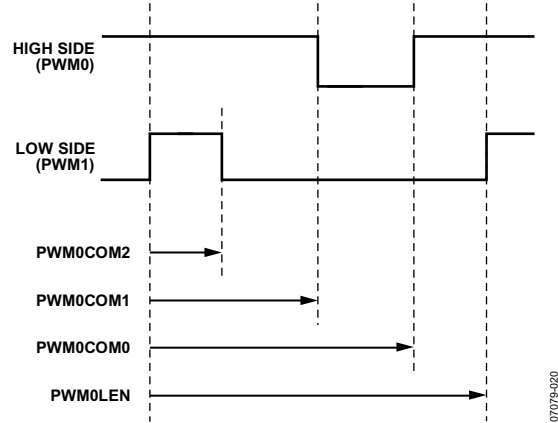 HIGH SIDE
(PWM0)
LOW SIDE
(PWM1)
PWM0COM2
PWM0COM1
PWM0COM0
PWM0LEN
07079-020